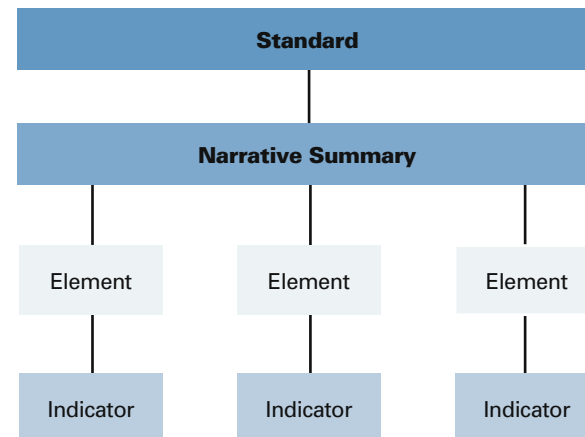 Standard
Narrative Summary
Element Element Element
Indicator Indicator Indicator